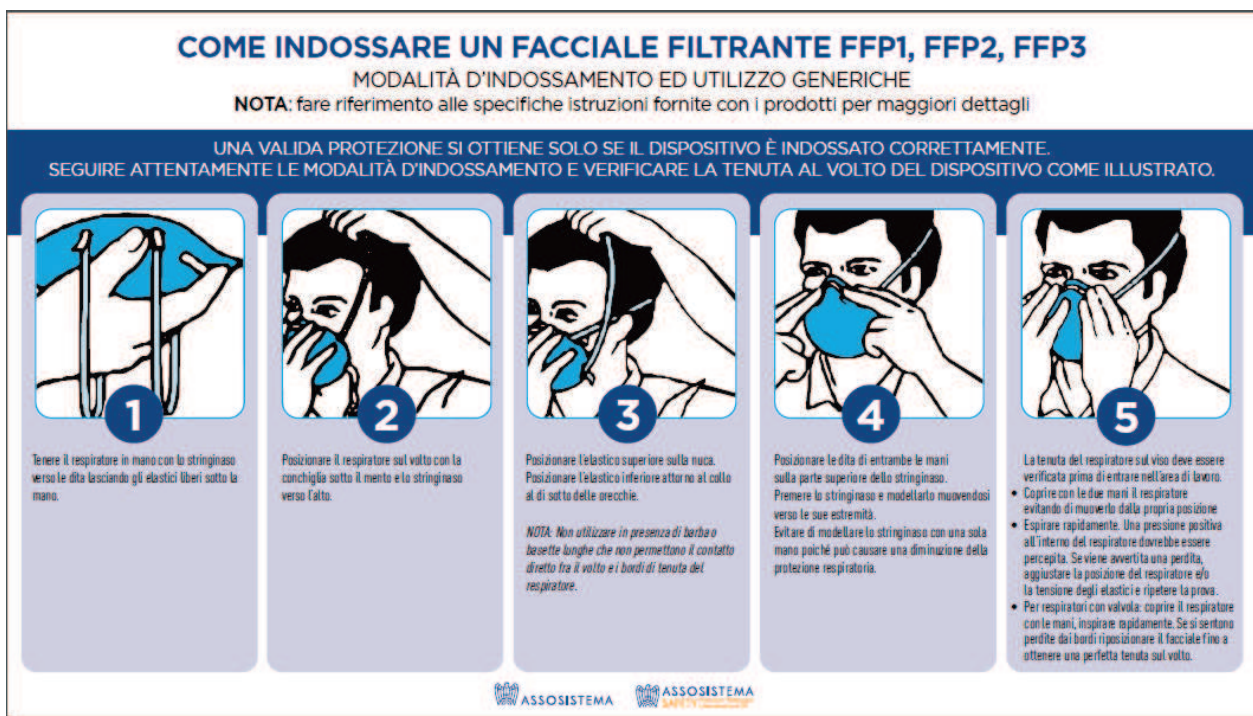 COME INDOSSARE UN FACCIALE FILTRANTE FFP1, FFP2, FFP3
MODALITÀ D'INDOSSAMENTO ED UTILIZZO GENERICHE
NOTA: fare riferimento alle specifiche istruzioni fornite con i prodotti per maggiori dettagli
UNA VALIDA PROTEZIONE SI OTTIENE SOLO SE IL DISPOSITIVO È INDOSSATO CORRETTAMENTE.
SEGUIRE ATTENTAMENTE LE MODALITÀ D'INDOSSAMENTO E VERIFICARE LA TENUTA AL VOLTO DEL DISPOSITIVO COME ILLUSTRATO.
1
Tenere il respiratore in mano con lo stringinaso
verso le dita lasciando gli elastici liberi sotto la
mano.
2
Posizionare il respiratore sul volto con la
conchiglia sotto il mento e lo stringinaso
verso l'alto.
3
Posizionare l'elastico superiore sulla nuca.
Posizionare l'elastico inferiore attorno al collo
al di sotto delle orecchie.
NOTA: Non utilizzare in presenza di barba o
basette lunghe che non permettono il contatto
diretto fra il volto e i bordi di tenuta del
respiratore.
4
Posizionare le dita di entrambe le mani
sulla parte superiore dello stringinaso.
Premere lo stringinaso e modellarlo muovendosi
verso le sue estremità.
Evitare di modellare lo stringinaso con una sola
mano poiché può causare una diminuzione della
protezione respiratoria.
5
La tenuta del respiratore sul viso deve essere
verificata prima di entrare nell'area di lavoro.
• Coprire con le due mani il respiratore
evitando di muoverlo dalla propria posizione
• Espirare rapidamente. Una pressione positiva
all'interno del respiratore dovrebbe essere
percepita. Se viene avvertita una perdita,
aggiustare la posizione del respiratore e/o
la tensione degli elastici e ripetere la prova.
• Per respiratori con valvola: coprire il respiratore
con le mani, inspirare rapidamente. Se si sentono
perdite dai bordi riposizionare il facciale fino a
ottenere una perfetta tenuta sul volto.
ASSOSISTEMA
ASSOSISTEMA
SAFETY